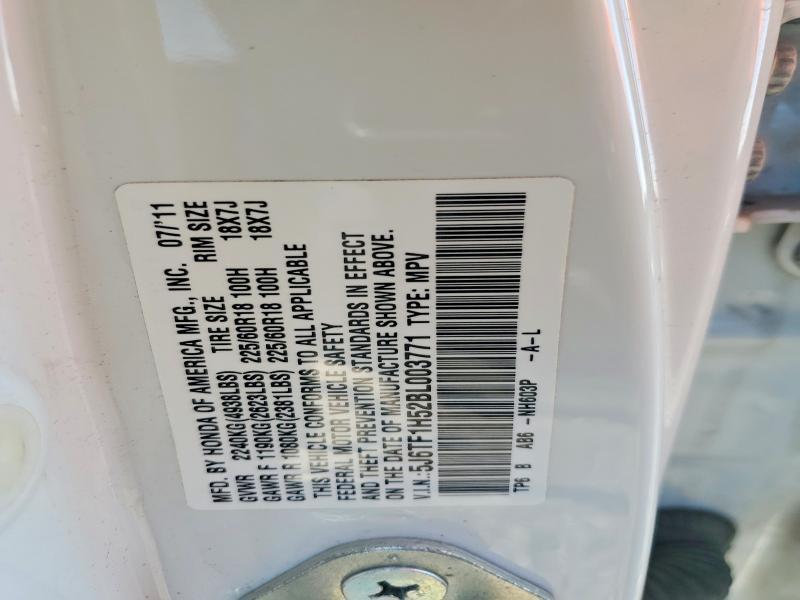 MFD. BY HONDA OF AMERICA MFG., INC. 07/'11
GVWR 2240KG(4938LBS) TIRE SIZE RIM SIZE
GAWR F 1190KG(2623LBS) 225/60R18 100H 18X7J
GAWR R 1080KG(2381LBS) 225/60R18 100H 18X7J
THIS VEHICLE CONFORMS TO ALL APPLICABLE
FEDERAL MOTOR VEHICLE SAFETY
AND THEFT PREVENTION STANDARDS IN EFFECT
ON THE DATE OF MANUFACTURE SHOWN ABOVE.
V.I.N.:5J6TF1H52BL003771 TYPE: MPV
TP6 B AB6 -NH603P -A-L